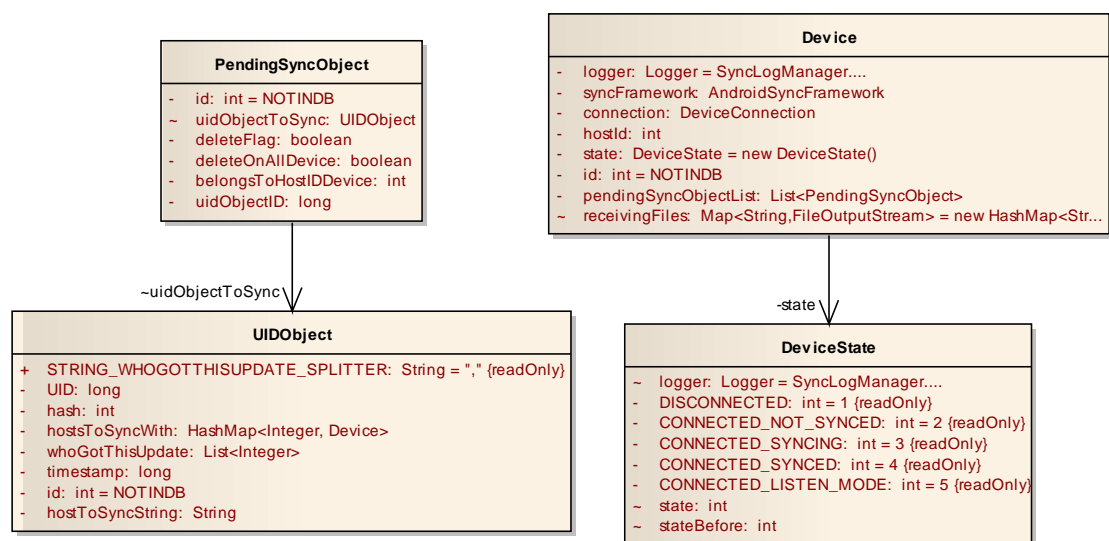 PendingSyncObject
- id: int = NOTINDB
~ uidObjectToSync: UIDObject
- deleteFlag: boolean
- deleteOnAllDevice: boolean
- belongsToHostIDDevice: int
- uidObjectID: long
Device
- logger: Logger = SyncLogManager....
- syncFramework: AndroidSyncFramework
- connection: DeviceConnection
- hostId: int
- state: DeviceState = new DeviceState()
- id: int = NOTINDB
- pendingSyncObjectList: List<PendingSyncObject>
~ receivingFiles: Map<String,FileOutputStream> = new HashMap<Str...
~uidObjectToSync
-state
UIDObject
+ STRING_WHOGOTTHISUPDATE_SPLITTER: String = "," {readOnly}
- UID: long
- hash: int
- hostsToSyncWith: HashMap<Integer, Device>
- whoGotThisUpdate: List<Integer>
- timestamp: long
- id: int = NOTINDB
- hostToSyncString: String
DeviceState
~ logger: Logger = SyncLogManager....
- DISCONNECTED: int = 1 {readOnly}
- CONNECTED_NOT_SYNCED: int = 2 {readOnly}
- CONNECTED_SYNCING: int = 3 {readOnly}
- CONNECTED_SYNCED: int = 4 {readOnly}
- CONNECTED_LISTEN_MODE: int = 5 {readOnly}
~ state: int
~ stateBefore: int